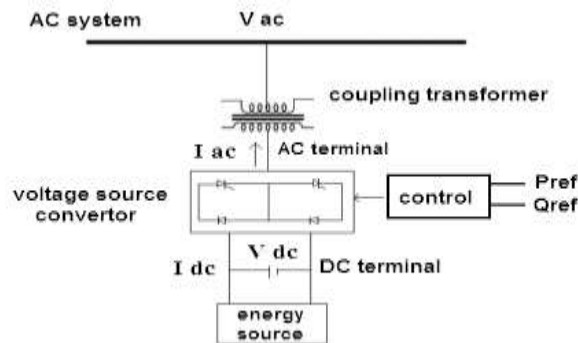 AC system
V ac
coupling transformer
I ac
AC terminal
voltage source
convertor
control
Pref
Qref
V dc
I dc
DC terminal
energy
source